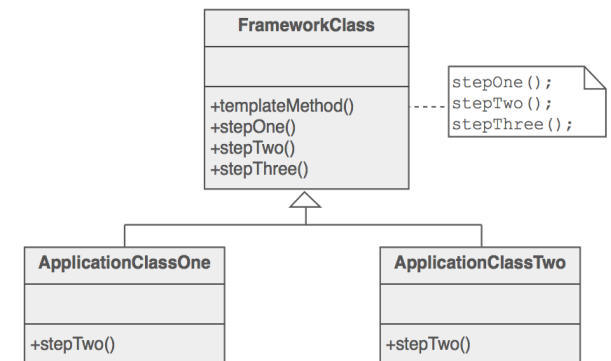 FrameworkClass
+templateMethod()
+stepOne()
+stepTwo()
+stepThree()
stepOne();
stepTwo();
stepThree();
ApplicationClassOne
+stepTwo()
ApplicationClassTwo
+stepTwo()